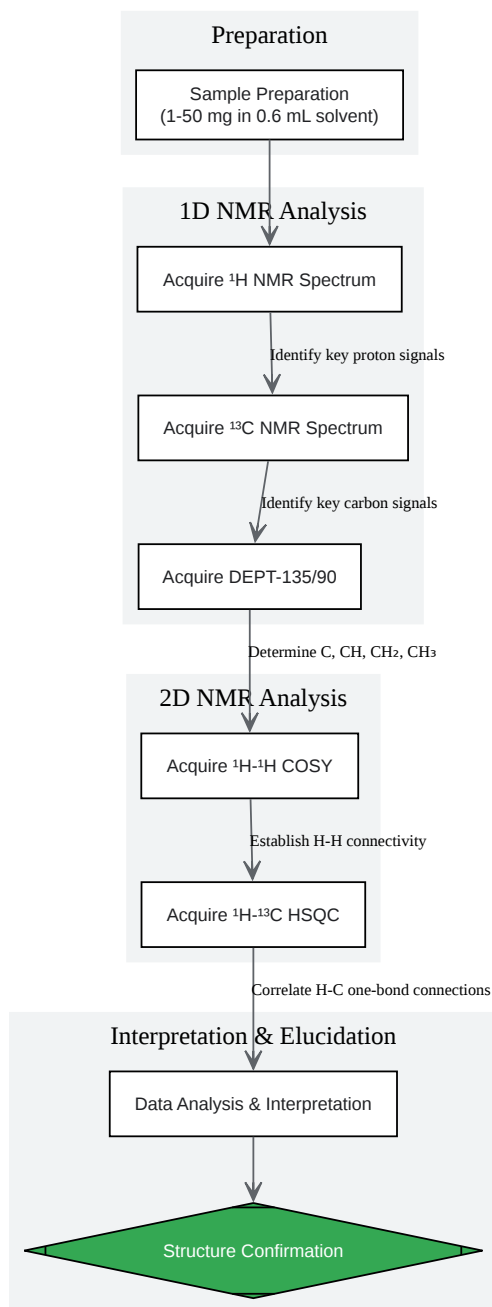 Preparation
Sample Preparation
(1-50 mg in 0.6 mL solvent)
1D NMR Analysis
Acquire ¹H NMR Spectrum
Identify key proton signals
Acquire ¹³C NMR Spectrum
Identify key carbon signals
Acquire DEPT-135/90
Determine C, CH, CH₂, CH₃
2D NMR Analysis
Acquire ¹H-¹H COSY
Establish H-H connectivity
Acquire ¹H-¹³C HSQC
Correlate H-C one-bond connections
Interpretation & Elucidation
Data Analysis & Interpretation
Structure Confirmation